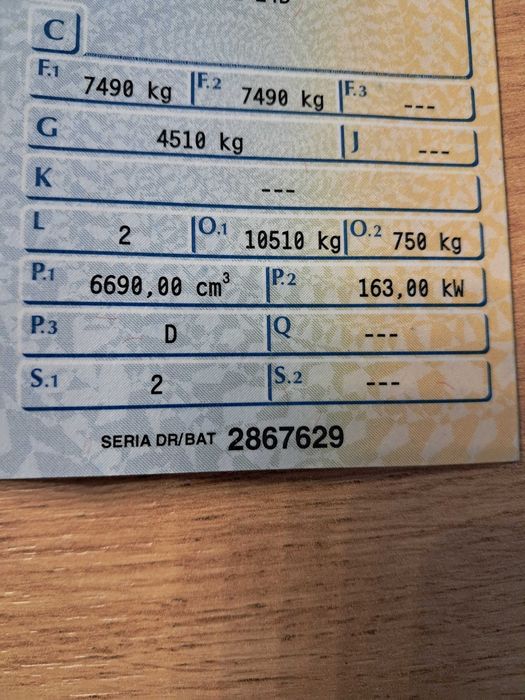 C
F.1 7490 kg F.2 7490 kg F.3 ---
G 4510 kg J ---
K ---
L 2 O.1 10510 kg O.2 750 kg
P.1 6690,00 cm³ P.2 163,00 kW
P.3 D Q ---
S.1 2 S.2 ---
SERIA DR/BAT 2867629